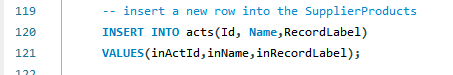 119 -- insert a new row into the SupplierProducts
120 INSERT INTO acts(Id, Name,RecordLabel)
121 VALUES(inActId,inName,inRecordLabel);